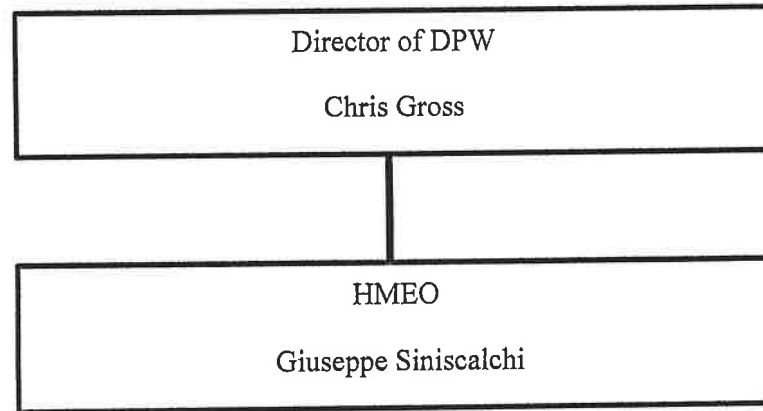 Director of DPW
Chris Gross
HMEO
Giuseppe Siniscalchi